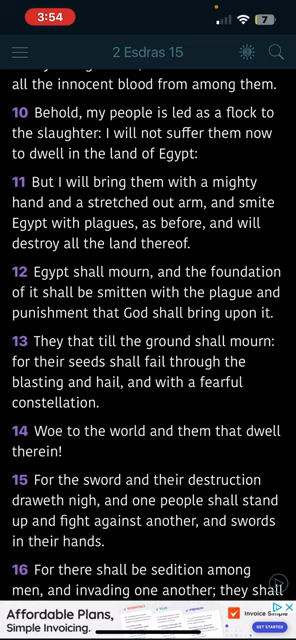 3:54
7
2 Esdras 15
all the innocent blood from among them.
10 Behold, my people is led as a flock to
the slaughter: I will not suffer them now
to dwell in the land of Egypt:
11 But I will bring them with a mighty
hand and a stretched out arm, and smite
Egypt with plagues, as before, and will
destroy all the land thereof.
12 Egypt shall mourn, and the foundation
of it shall be smitten with the plague and
punishment that God shall bring upon it.
13 They that till the ground shall mourn:
for their seeds shall fail through the
blasting and hail, and with a fearful
constellation.
14 Woe to the world and them that dwell
therein!
15 For the sword and their destruction
draweth nigh, and one people shall stand
up and fight against another, and swords
in their hands.
16 For there shall be sedition among
men, and invading one another; they shall
Affordable Plans,
Simple Invoicing.
Invoice Simple
GET STARTED